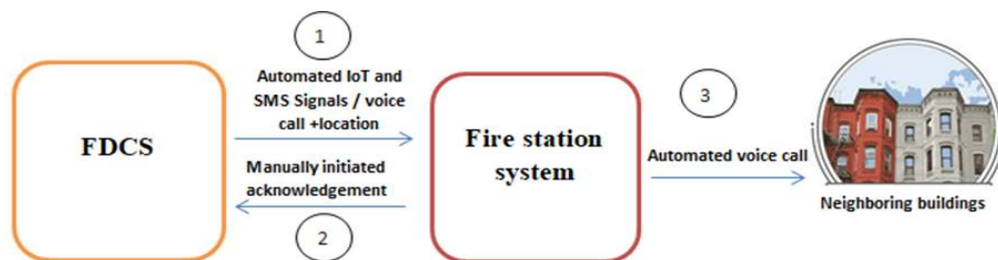 1
Automated IoT and
SMS Signals / voice
call +location
FDCS
Manually initiated
acknowledgement
2
Fire station
system
3
Automated voice call
Neighboring buildings